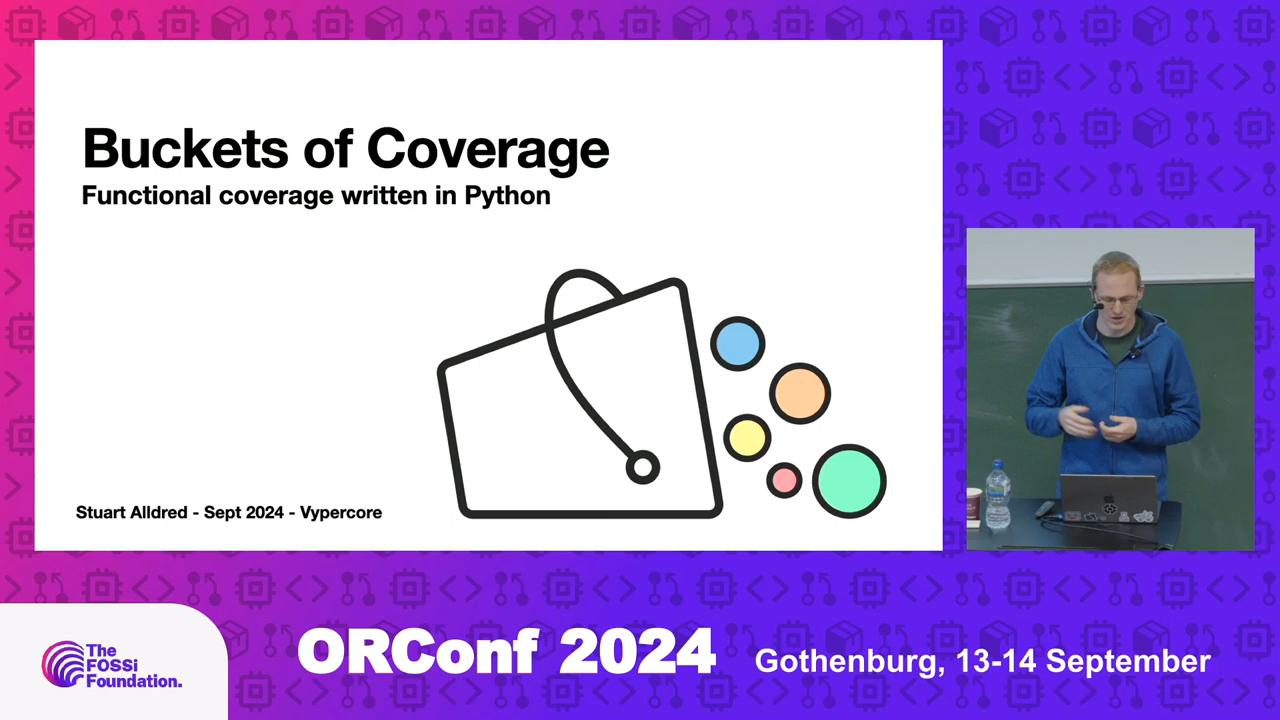 Buckets of Coverage
Functional coverage written in Python
Stuart Alldred - Sept 2024 - Vypercore
The
FOSSi
Foundation.
ORConf 2024
Gothenburg, 13-14 September